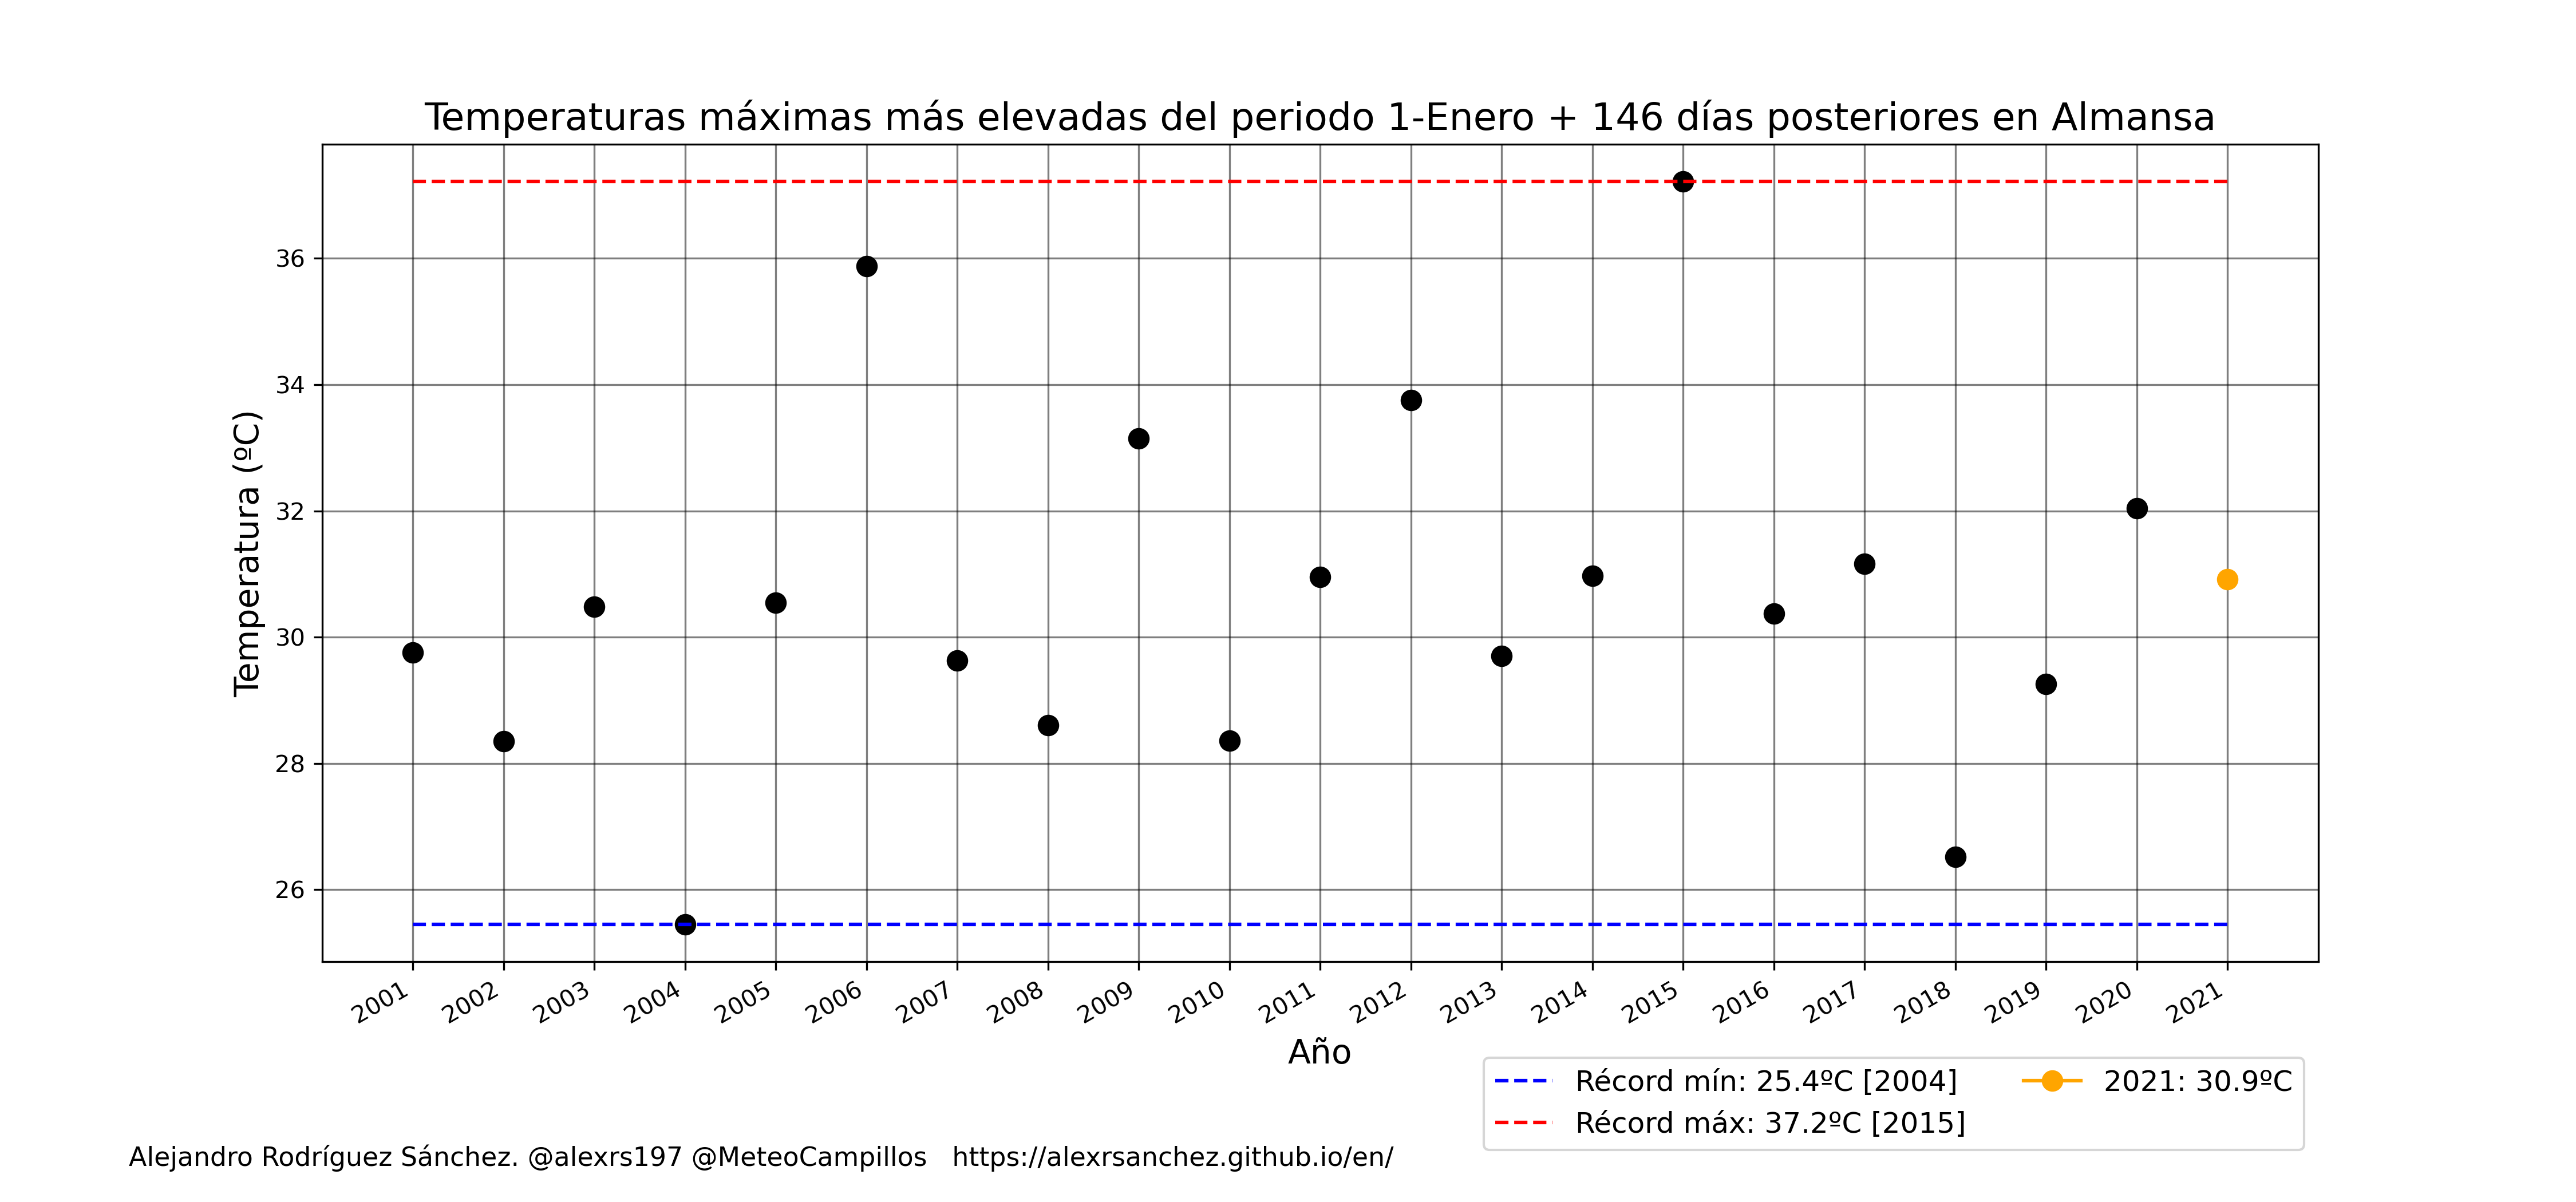 Temperaturas máximas más elevadas del periodo 1-Enero + 146 días posteriores en Almansa
Temperatura (ºC)
36
34
32
30
28
26
2001 2002 2003 2004 2005 2006 2007 2008 2009 2010 2011 2012 2013 2014 2015 2016 2017 2018 2019 2020 2021
Año
Récord mín: 25.4ºC [2004]
Récord máx: 37.2ºC [2015]
2021: 30.9ºC
Alejandro Rodríguez Sánchez. @alexrs197 @MeteoCampillos https://alexrsanchez.github.io/en/